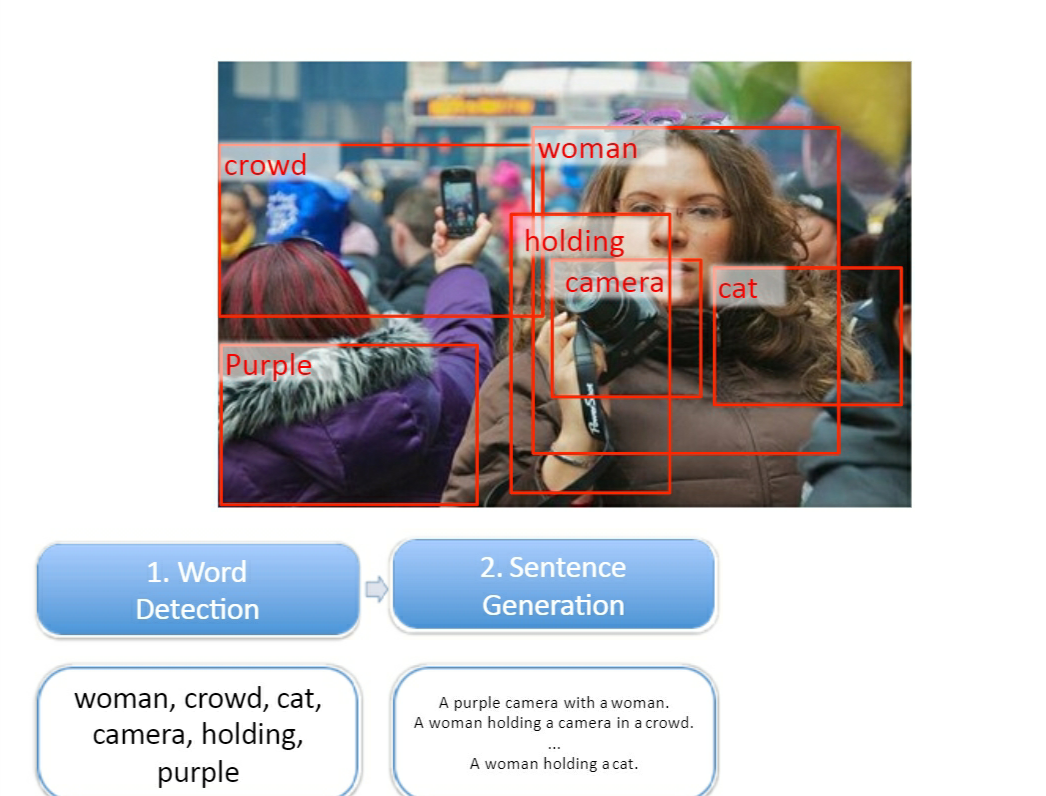 crowd
woman
holding
camera
cat
Purple
PowerShot
1. Word
Detection
2. Sentence
Generation
woman, crowd, cat,
camera, holding,
purple
A purple camera with a woman.
A woman holding a camera in a crowd.
...
A woman holding a cat.